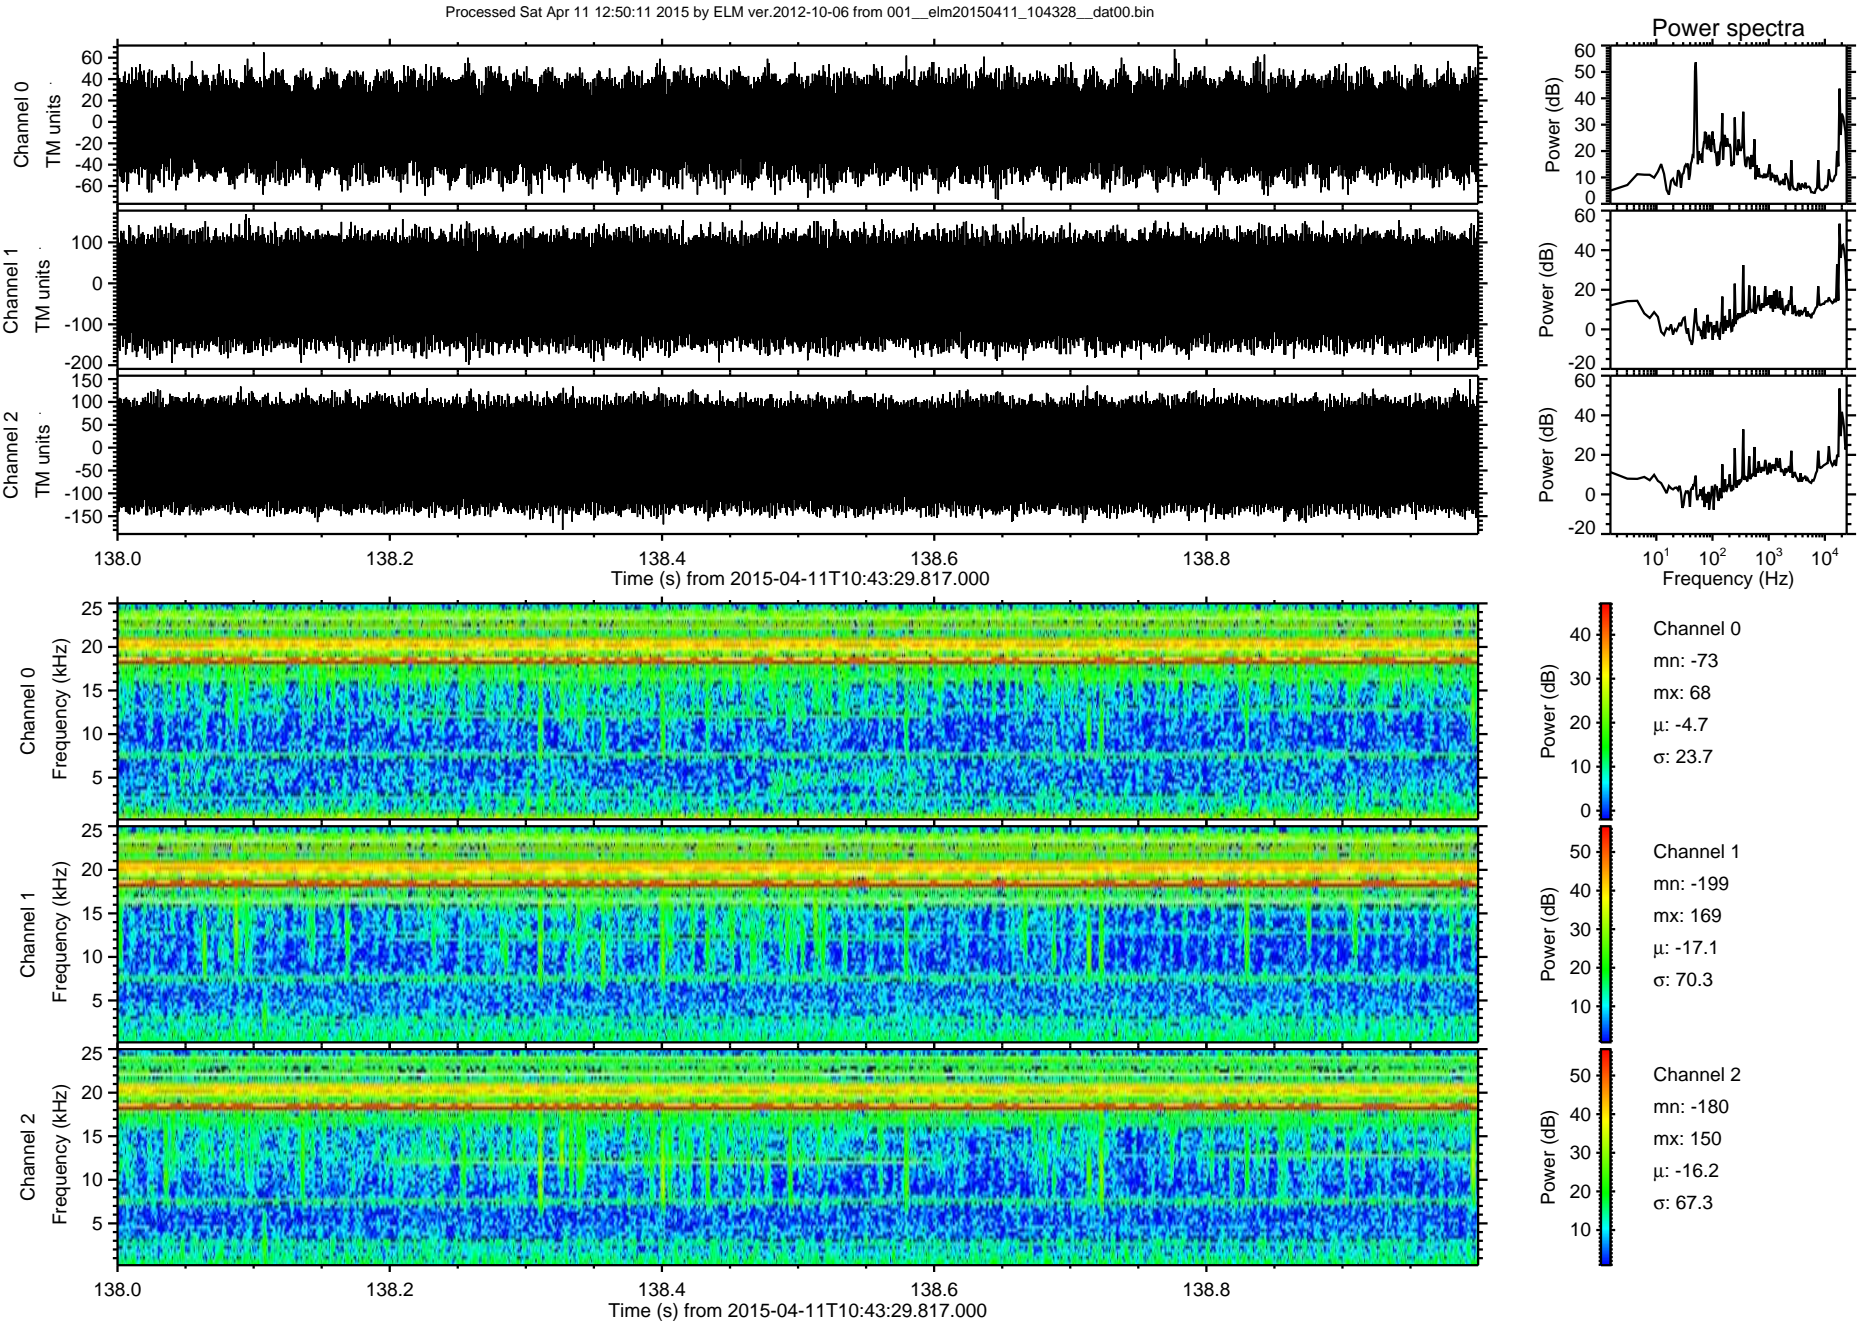 Processed Sat Apr 11 12:50:11 2015 by ELM ver.2012-10-06 from 001__elm20150411_104328__dat00.bin
Power spectra
Channel 0
TM units
60
40
20
0
-20
-40
-60
Power (dB)
60
50
40
30
20
10
0
Channel 1
TM units
100
0
-100
-200
Power (dB)
60
40
20
0
-20
Channel 2
TM units
150
100
50
0
-50
-100
-150
Power (dB)
60
40
20
0
-20
138.0 138.2 138.4 138.6 138.8
Time (s) from 2015-04-11T10:43:29.817.000
10^1 10^2 10^3 10^4
Frequency (Hz)
Channel 0
Frequency (kHz)
25
20
15
10
5
Power (dB)
40
30
20
10
0
Channel 0
mn: -73
mx: 68
μ: -4.7
σ: 23.7
Channel 1
Frequency (kHz)
25
20
15
10
5
Power (dB)
50
40
30
20
10
Channel 1
mn: -199
mx: 169
μ: -17.1
σ: 70.3
Channel 2
Frequency (kHz)
25
20
15
10
5
Power (dB)
50
40
30
20
10
Channel 2
mn: -180
mx: 150
μ: -16.2
σ: 67.3
138.0 138.2 138.4 138.6 138.8
Time (s) from 2015-04-11T10:43:29.817.000